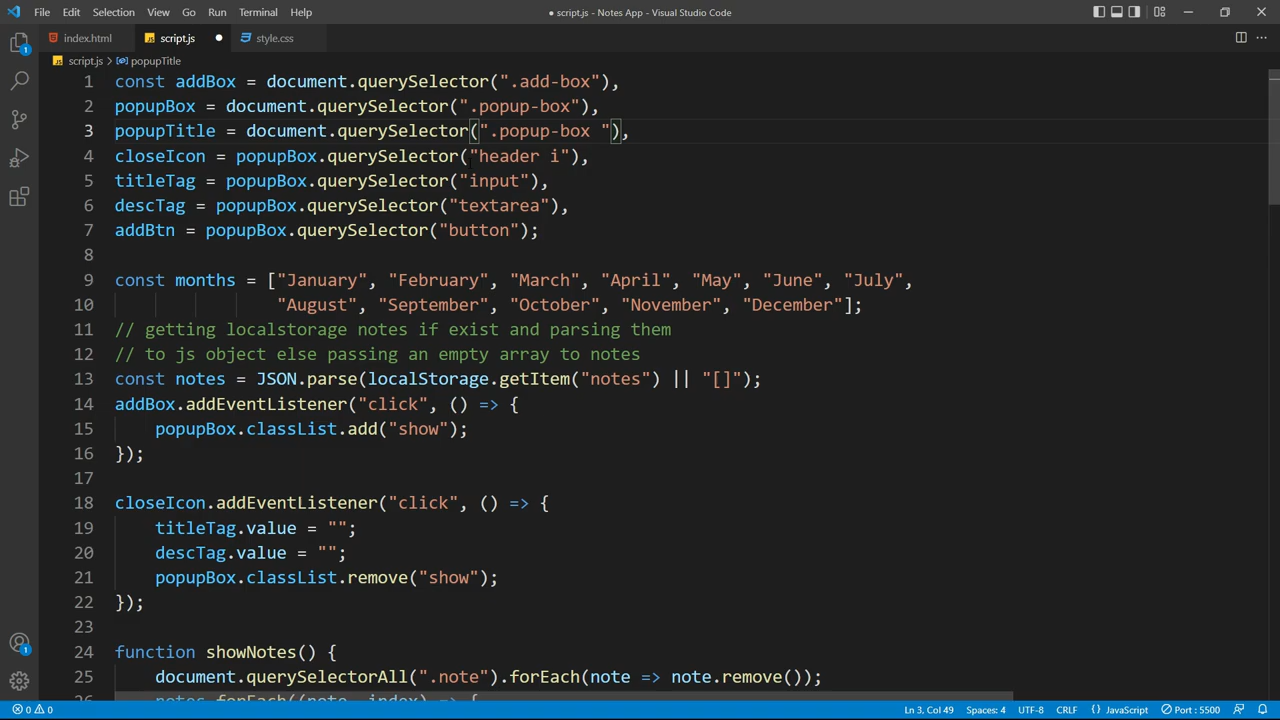 File Edit Selection View Go Run Terminal Help
● script.js - Notes App - Visual Studio Code
index.html script.js ● style.css
script.js > popupTitle
1 const addBox = document.querySelector(".add-box"),
2 popupBox = document.querySelector(".popup-box"),
3 popupTitle = document.querySelector(".popup-box "),
4 closeIcon = popupBox.querySelector("header i"),
5 titleTag = popupBox.querySelector("input"),
6 descTag = popupBox.querySelector("textarea"),
7 addBtn = popupBox.querySelector("button");
8
9 const months = ["January", "February", "March", "April", "May", "June", "July",
10 "August", "September", "October", "November", "December"];
11 // getting localstorage notes if exist and parsing them
12 // to js object else passing an empty array to notes
13 const notes = JSON.parse(localStorage.getItem("notes") || "[]");
14 addBox.addEventListener("click", () => {
15 popupBox.classList.add("show");
16 });
17
18 closeIcon.addEventListener("click", () => {
19 titleTag.value = "";
20 descTag.value = "";
21 popupBox.classList.remove("show");
22 });
23
24 function showNotes() {
25 document.querySelectorAll(".note").forEach(note => note.remove());
26 notes.forEach((note, index) => {
0 0 Ln 3, Col 49 Spaces: 4 UTF-8 CRLF {} JavaScript Port : 5500